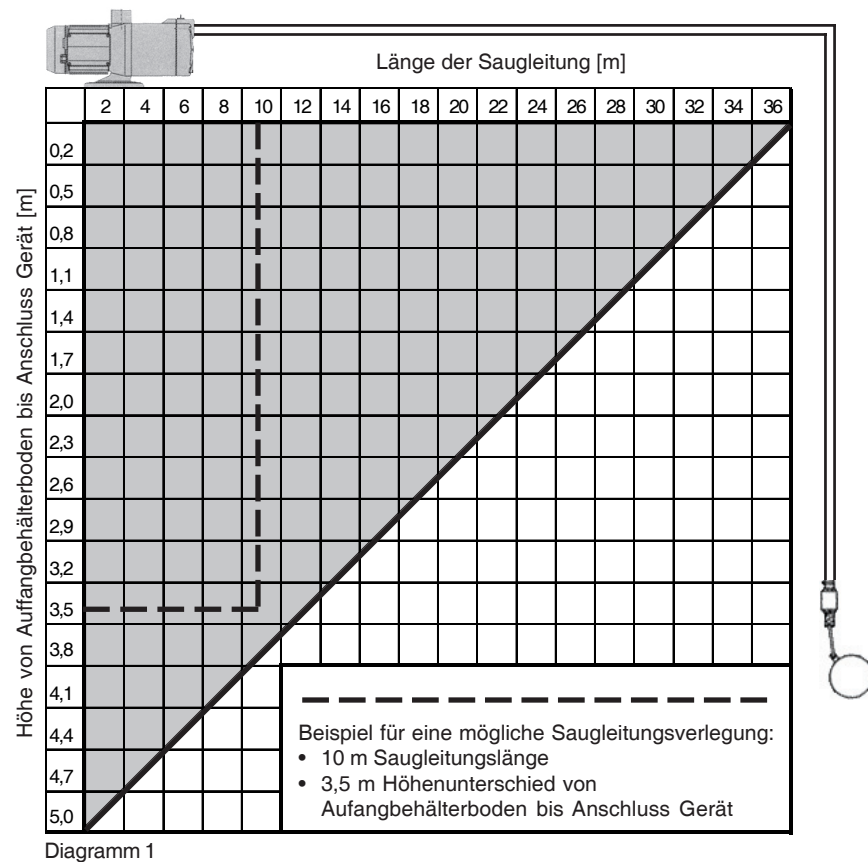 Länge der Saugleitung [m]
2 4 6 8 10 12 14 16 18 20 22 24 26 28 30 32 34 36
Höhe von Auffangbehälterboden bis Anschluss Gerät [m]
0,2
0,5
0,8
1,1
1,4
1,7
2,0
2,3
2,6
2,9
3,2
3,5
3,8
4,1
4,4
4,7
5,0
Beispiel für eine mögliche Saugleitungsverlegung:
• 10 m Saugleitungslänge
• 3,5 m Höhenunterschied von
Aufangbehälterboden bis Anschluss Gerät
Diagramm 1